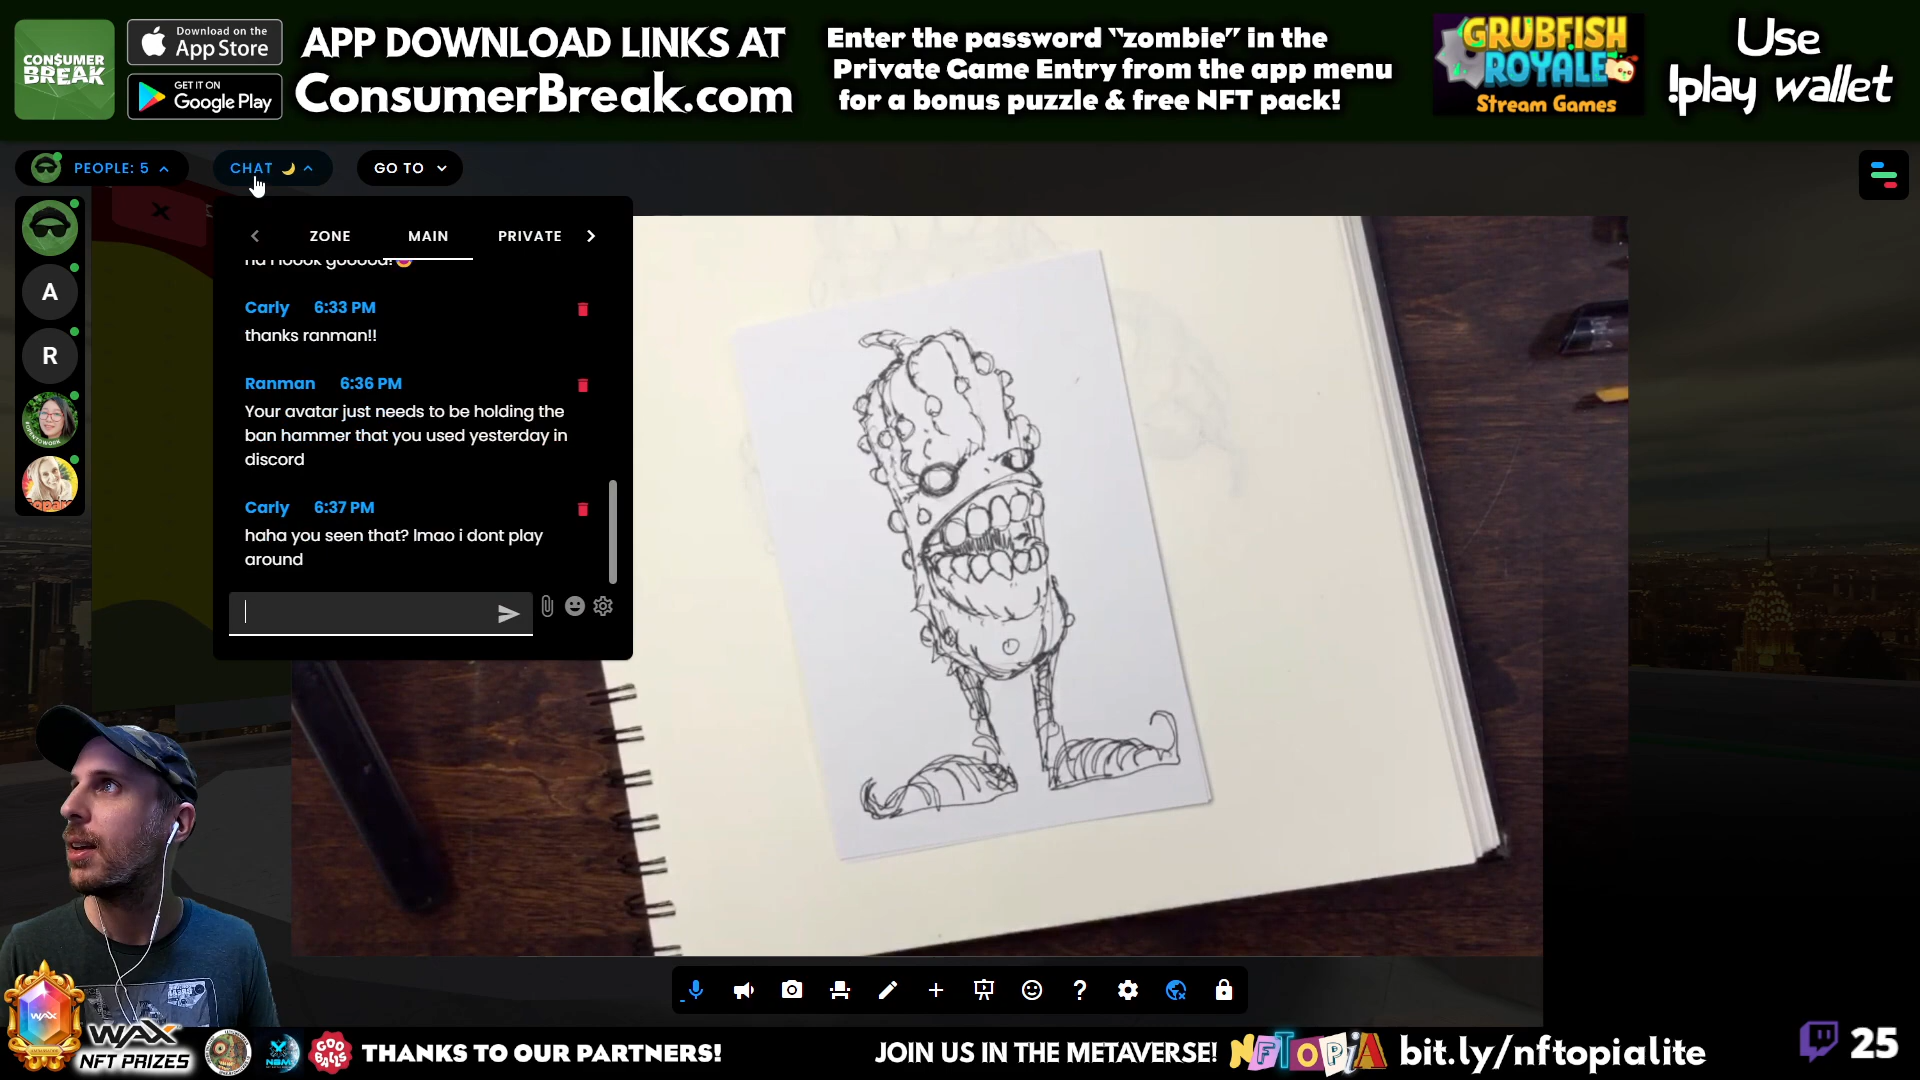 CON$UMER
BREAK
Download on the
App Store
GET IT ON
Google Play
APP DOWNLOAD LINKS AT
ConsumerBreak.com
Enter the password “zombie” in the
Private Game Entry from the app menu
for a bonus puzzle & free NFT pack!
GRUBFISH
ROYALE
Stream Games
Use
!play wallet
PEOPLE: 5
CHAT
GO TO
A
R
ZONE
MAIN
PRIVATE
Carly 6:33 PM
thanks ranman!!
Ranman 6:36 PM
Your avatar just needs to be holding the
ban hammer that you used yesterday in
discord
Carly 6:37 PM
haha you seen that? lmao i dont play
around
WAX
WAX
NFT PRIZES
GOO
BALLS
THANKS TO OUR PARTNERS!
JOIN US IN THE METAVERSE!
NFTOPIA
bit.ly/nftopialite
25